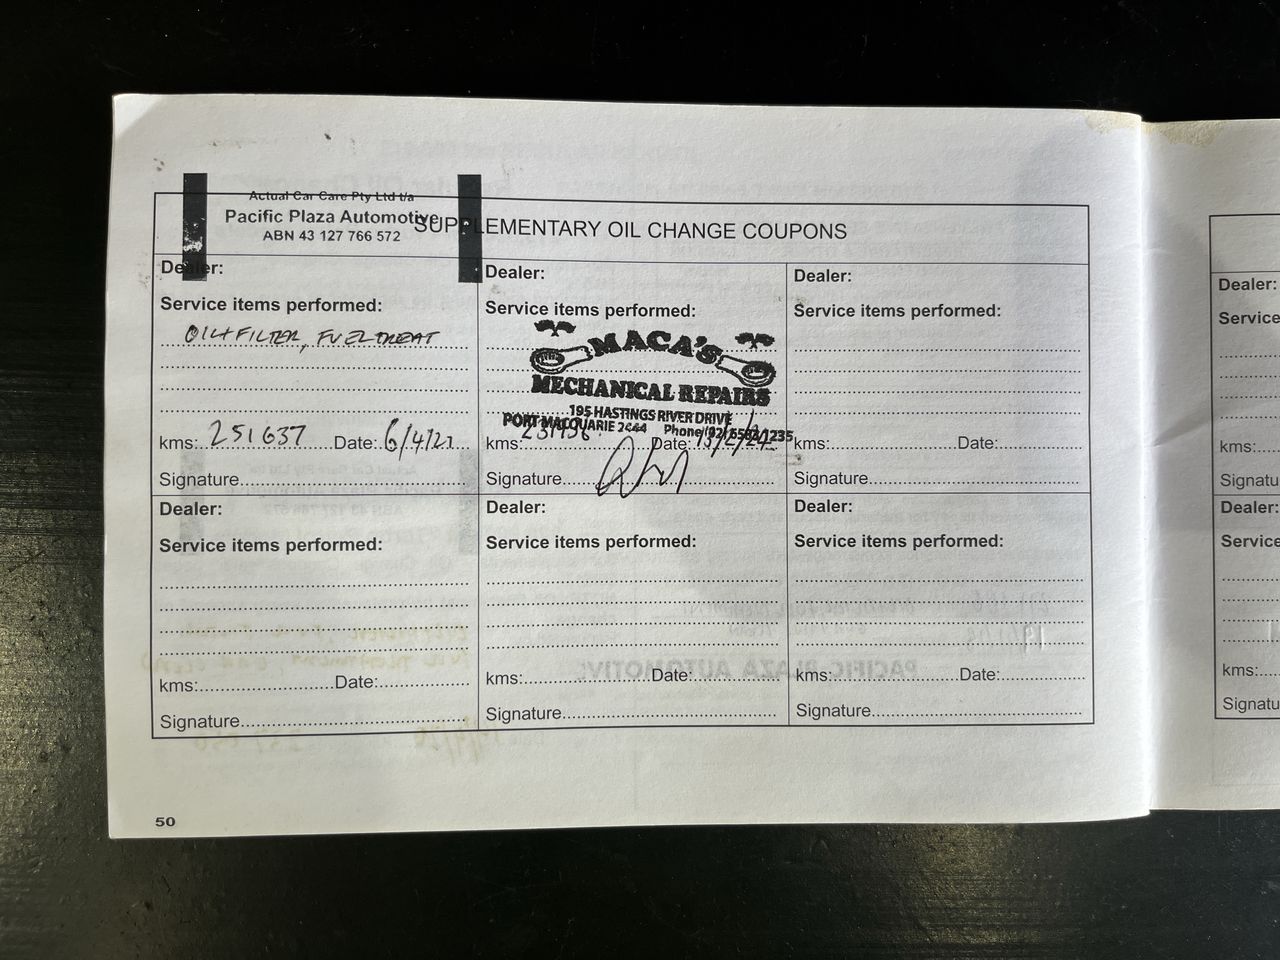 Actual Car Care Pty Ltd t/a
Pacific Plaza Automotive
ABN 43 127 766 572
SUPPLEMENTARY OIL CHANGE COUPONS
Dealer:
Service items performed:
OIL + FILTER, FUEL TREAT
kms: 251637 Date: 6/4/21
Signature
Dealer:
Service items performed:
MACA'S
MECHANICAL REPAIRS
195 HASTINGS RIVER DRIVE
PORT MACQUARIE 2444 Phone (02) 6583 1235
kms: Date:
Signature
Dealer:
Service items performed:
kms: Date:
Signature
Dealer:
Service items performed:
kms: Date:
Signature
Dealer:
Service items performed:
kms: Date:
Signature
Dealer:
Service items performed:
kms: Date:
Signature
50
Dealer:
Service
kms:
Signatu
Dealer:
Service
kms:
Signatu